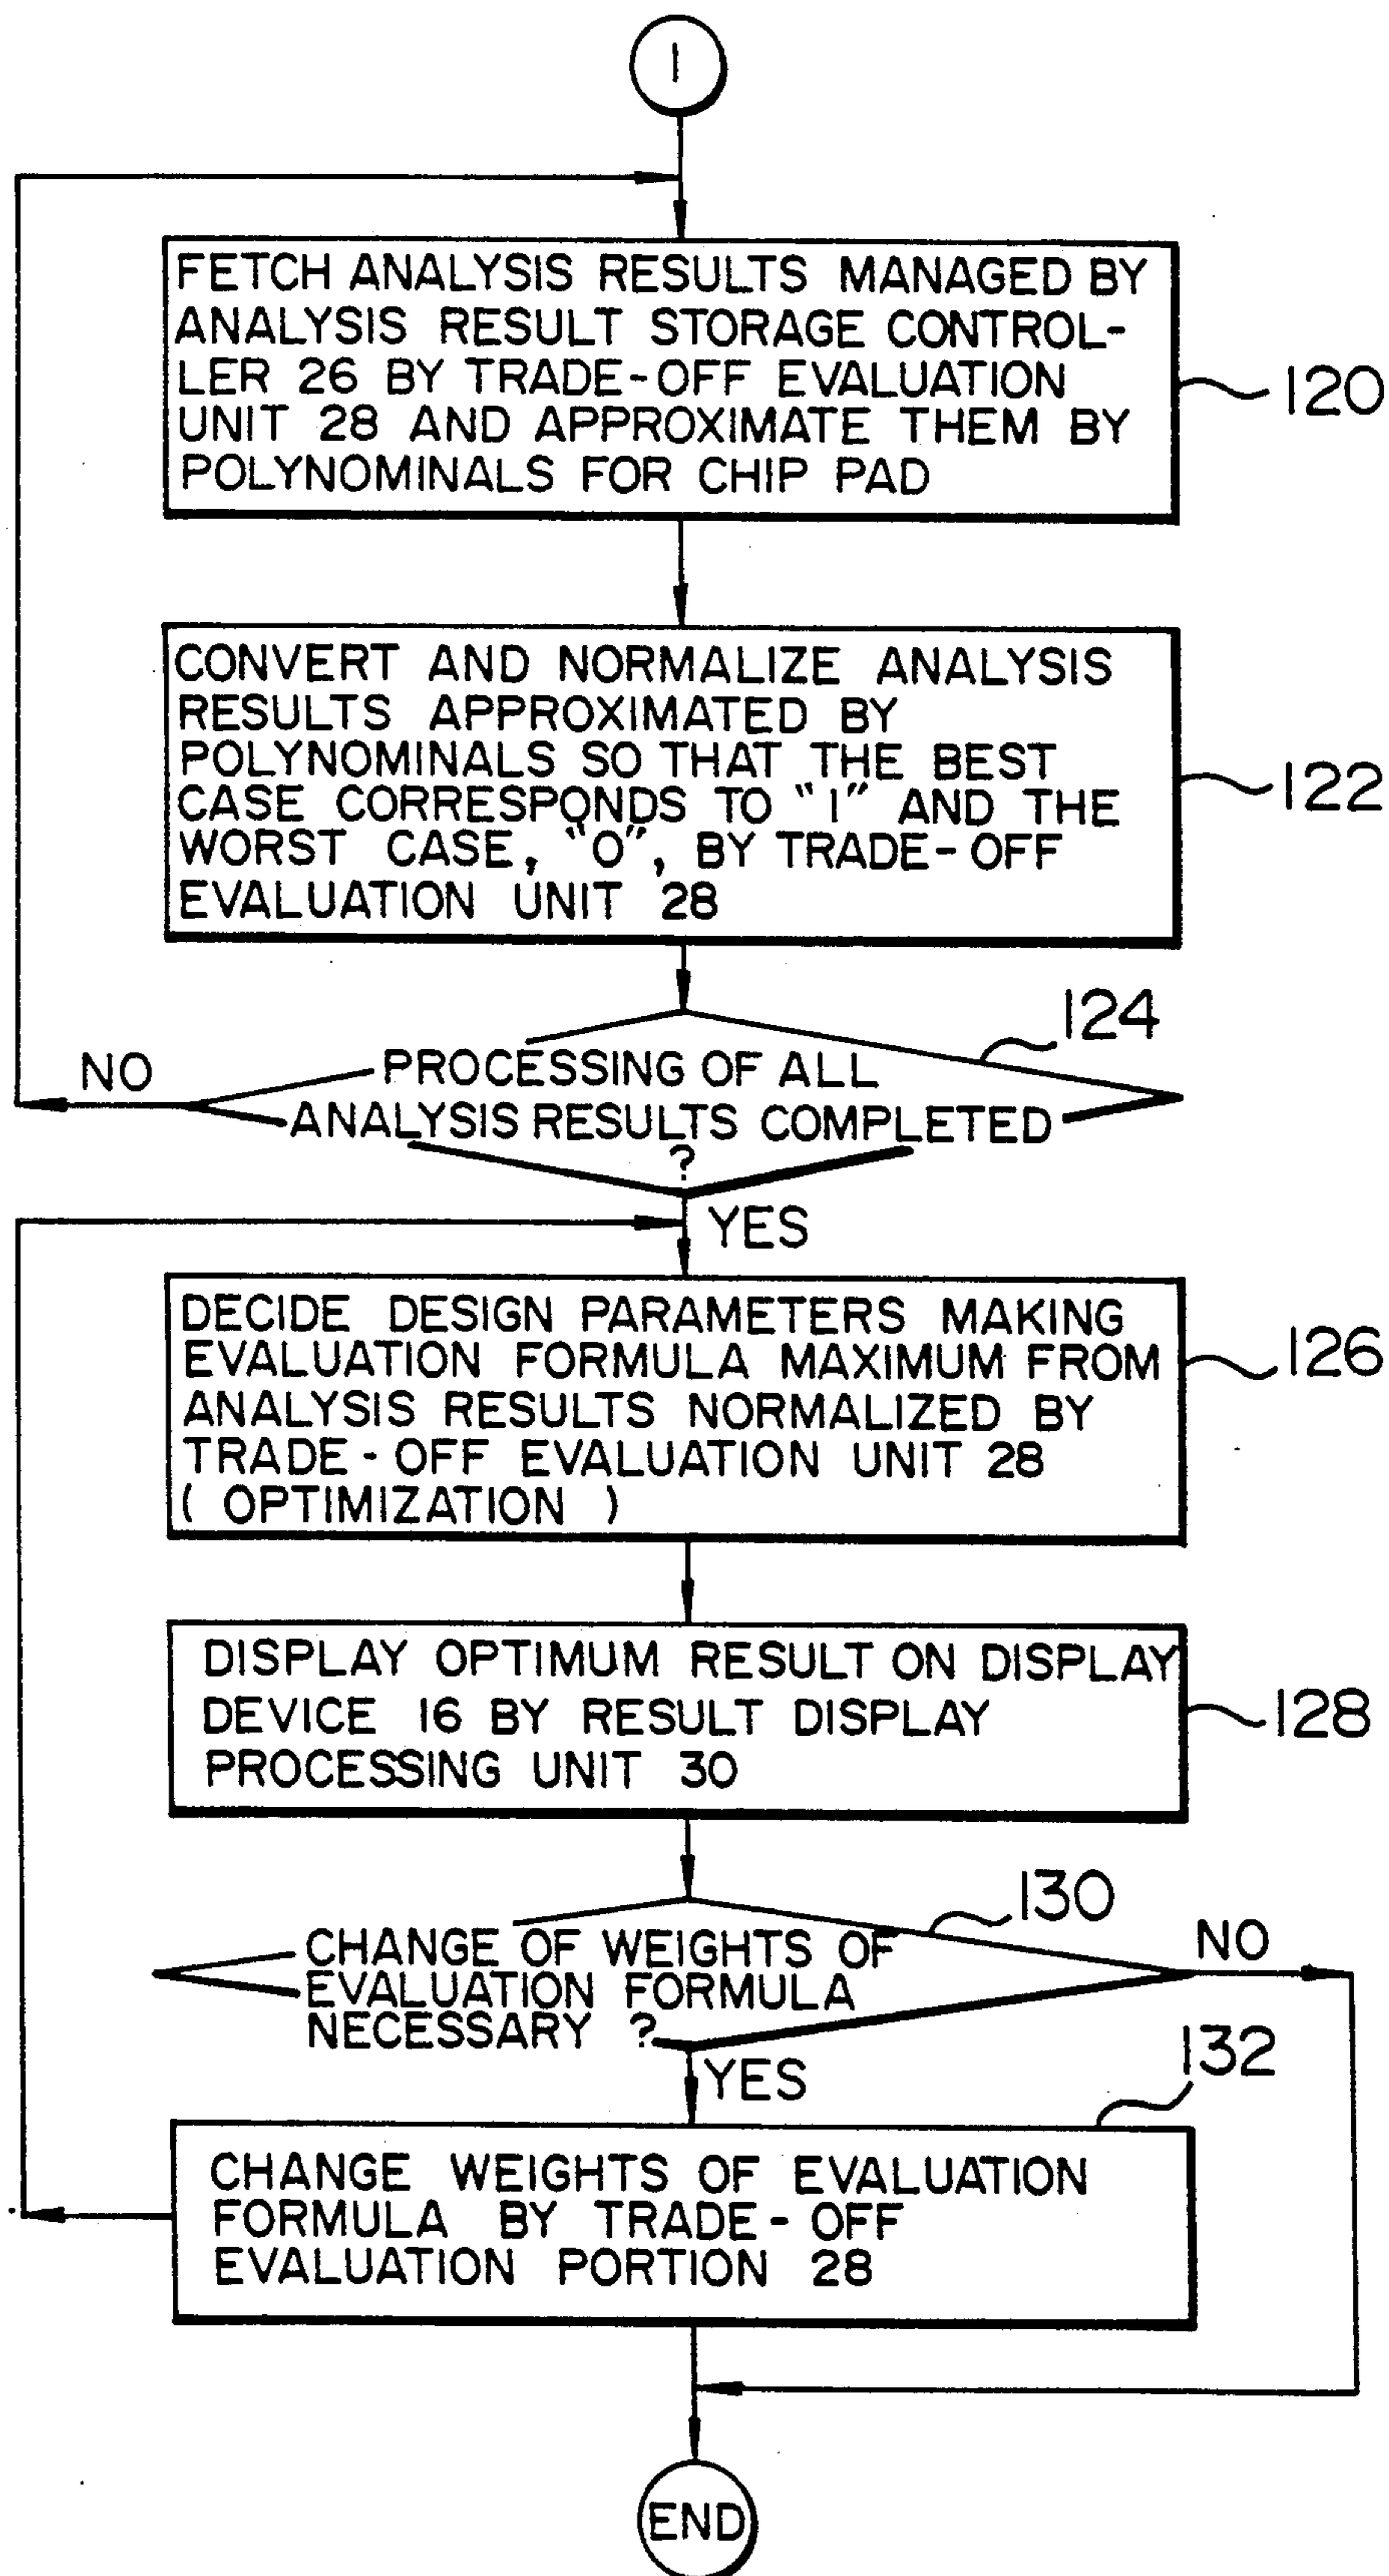 1
FETCH ANALYSIS RESULTS MANAGED BY
ANALYSIS RESULT STORAGE CONTROL-
LER 26 BY TRADE-OFF EVALUATION
UNIT 28 AND APPROXIMATE THEM BY
POLYNOMINALS FOR CHIP PAD
120
CONVERT AND NORMALIZE ANALYSIS
RESULTS APPROXIMATED BY
POLYNOMINALS SO THAT THE BEST
CASE CORRESPONDS TO "1" AND THE
WORST CASE, "0", BY TRADE-OFF
EVALUATION UNIT 28
122
124
NO
PROCESSING OF ALL
ANALYSIS RESULTS COMPLETED
?
YES
DECIDE DESIGN PARAMETERS MAKING
EVALUATION FORMULA MAXIMUM FROM
ANALYSIS RESULTS NORMALIZED BY
TRADE-OFF EVALUATION UNIT 28
( OPTIMIZATION )
126
DISPLAY OPTIMUM RESULT ON DISPLAY
DEVICE 16 BY RESULT DISPLAY
PROCESSING UNIT 30
128
130
CHANGE OF WEIGHTS OF
EVALUATION FORMULA
NECESSARY ?
NO
YES
132
CHANGE WEIGHTS OF EVALUATION
FORMULA BY TRADE-OFF
EVALUATION PORTION 28
END